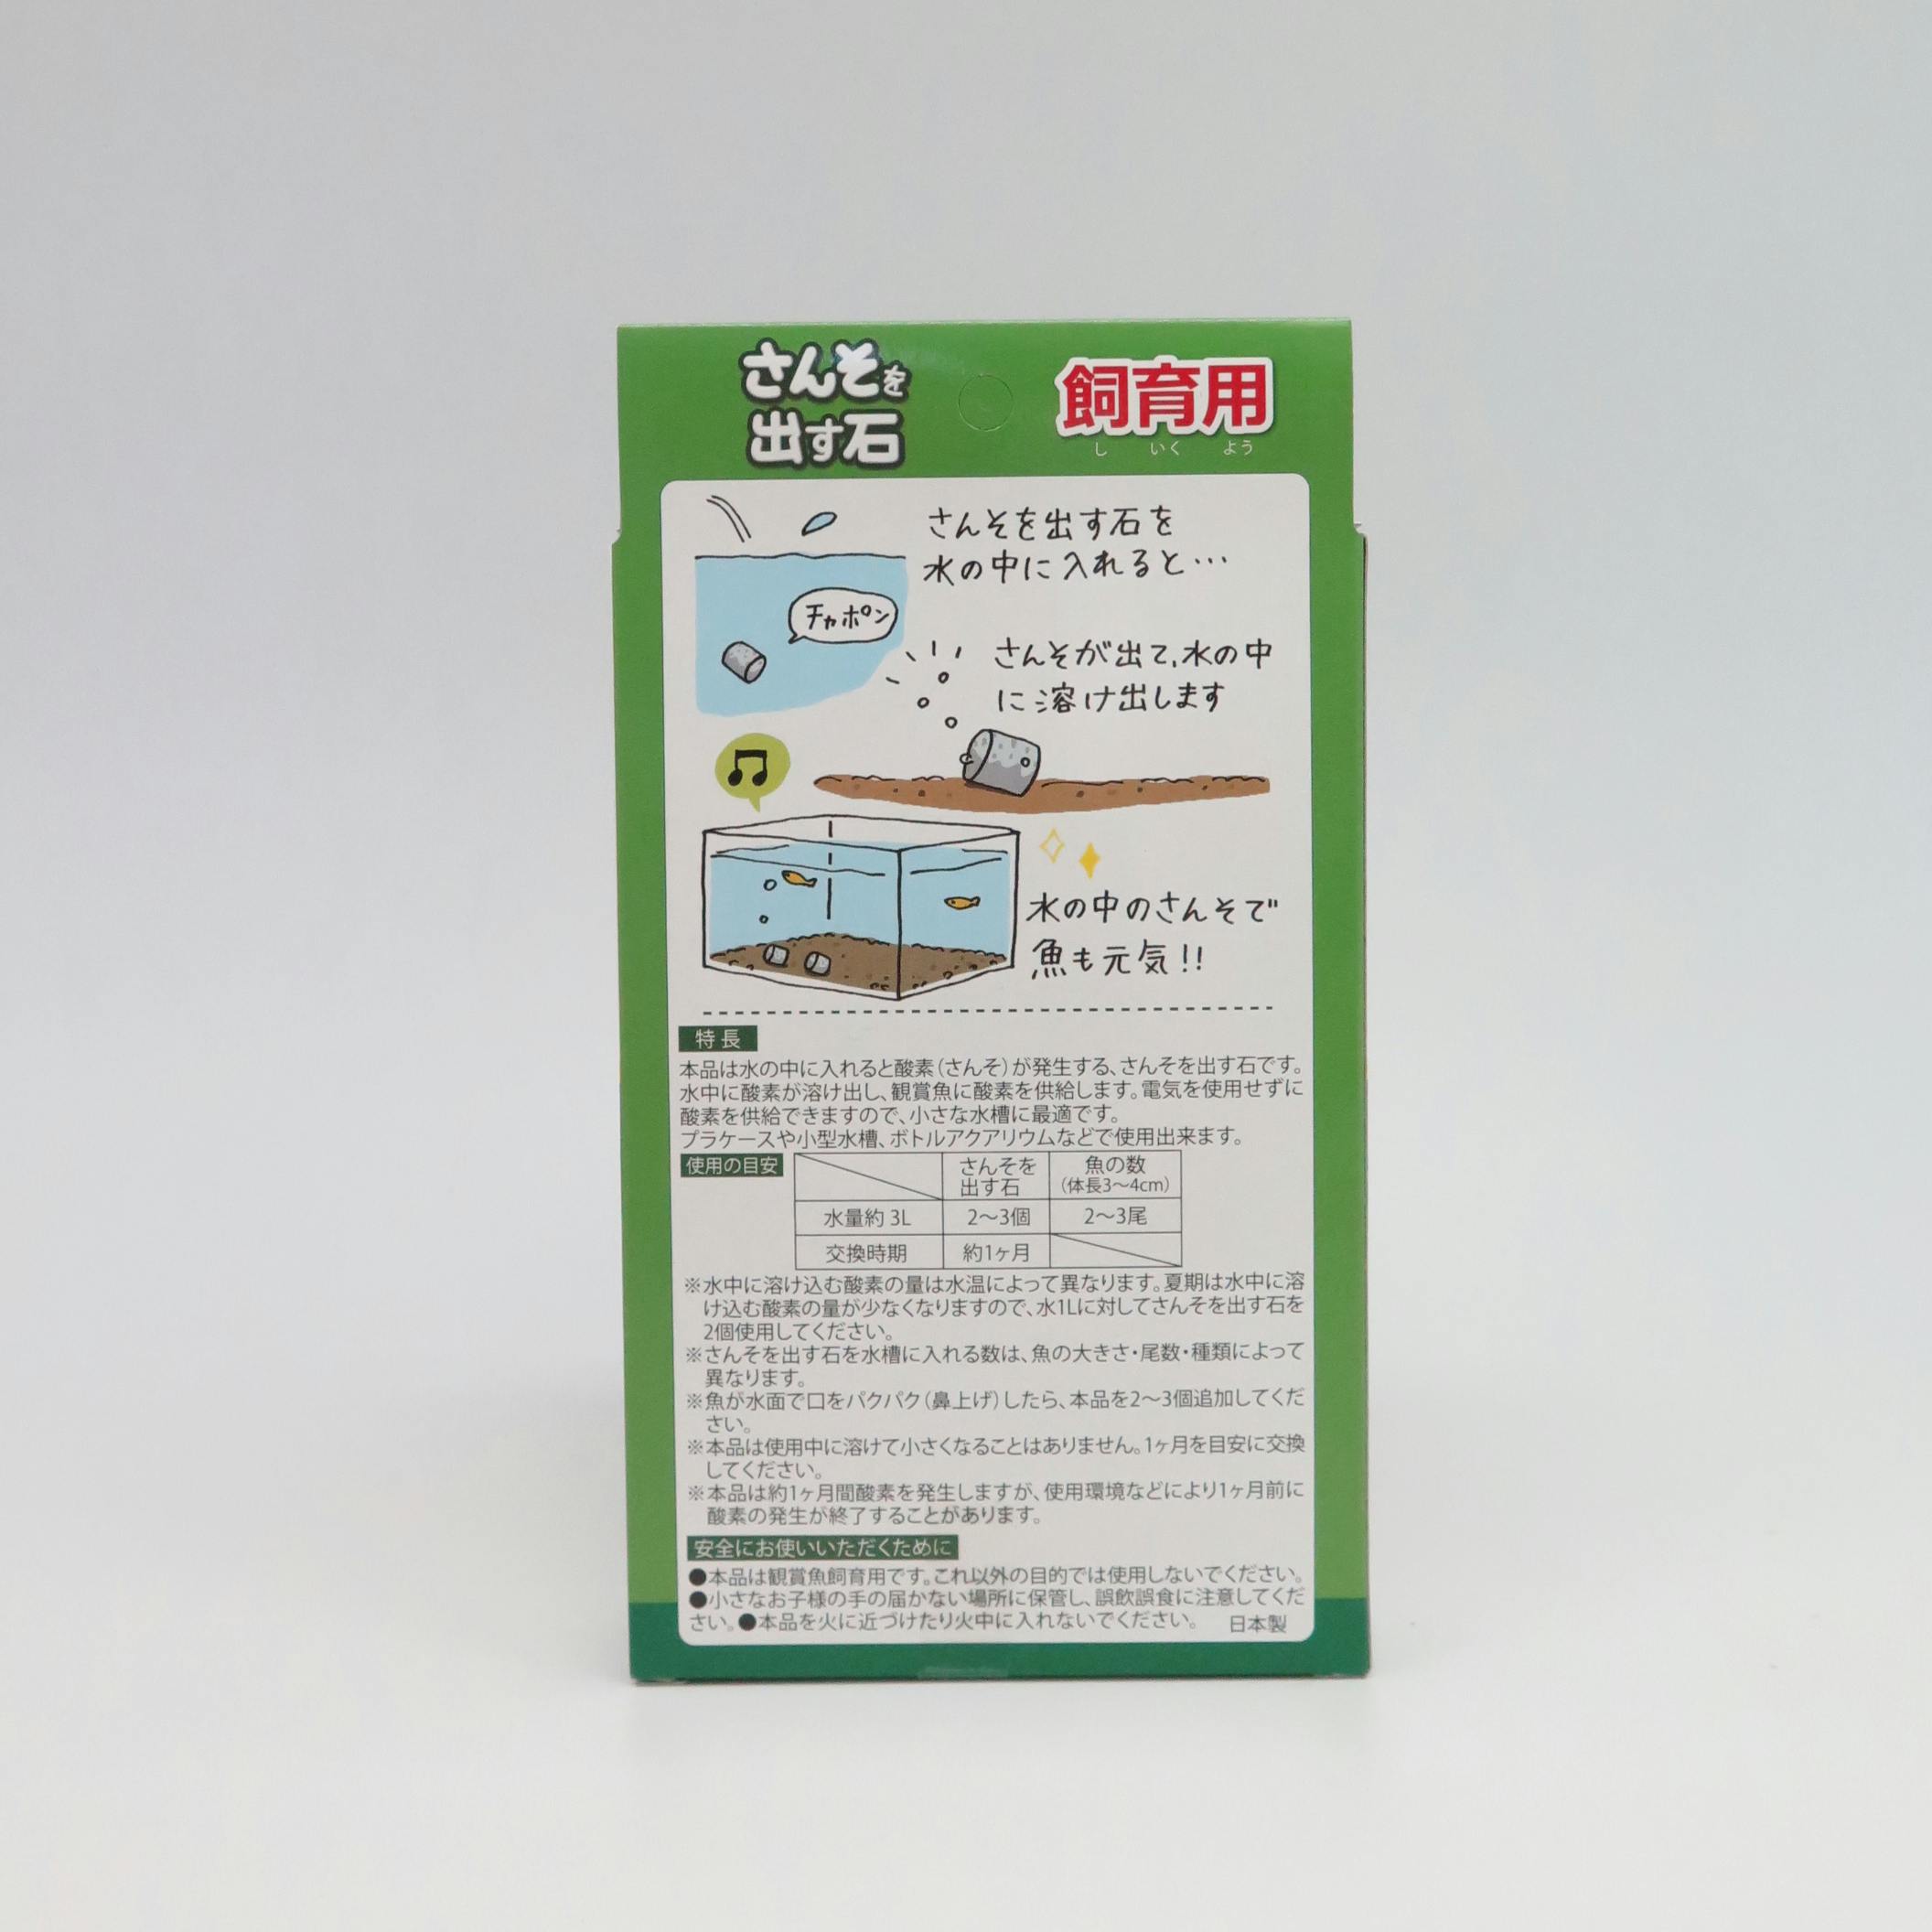 さんそを
出す石
飼育用
し いく よう
さんそを出す石を
水の中に入れると…
チャポン
さんそが出て、水の中
に溶け出します
水の中のさんそで
魚も元気!!
特長
本品は水の中に入れると酸素(さんそ)が発生する、さんそを出す石です。
水中に酸素が溶け出し、観賞魚に酸素を供給します。電気を使用せずに
酸素を供給できますので、小さな水槽に最適です。
プラケースや小型水槽、ボトルアクアリウムなどで使用出来ます。
使用の目安
さんそを 魚の数
出す石 (体長3〜4cm)
水量約 3L 2〜3個 2〜3尾
交換時期 約1ヶ月
※水中に溶け込む酸素の量は水温によって異なります。夏期は水中に溶
け込む酸素の量が少なくなりますので、水1Lに対してさんそを出す石を
2個使用してください。
※さんそを出す石を水槽に入れる数は、魚の大きさ・尾数・種類によって
異なります。
※魚が水面で口をパクパク(鼻上げ)したら、本品を2〜3個追加してくだ
さい。
※本品は使用中に溶けて小さくなることはありません。1ヶ月を目安に交換
してください。
※本品は約1ヶ月間酸素を発生しますが、使用環境などにより1ヶ月前に
酸素の発生が終了することがあります。
安全にお使いいただくために
●本品は観賞魚飼育用です。これ以外の目的では使用しないでください。
●小さなお子様の手の届かない場所に保管し、誤飲誤食に注意してくだ
さい。●本品を火に近づけたり火中に入れないでください。 日本製